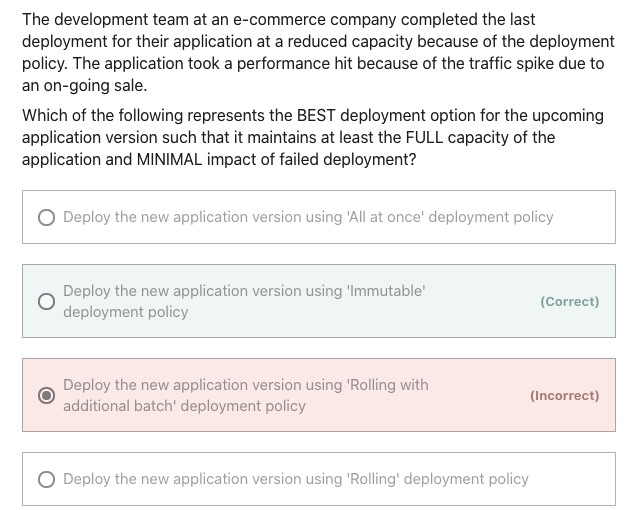 The development team at an e-commerce company completed the last
deployment for their application at a reduced capacity because of the deployment
policy. The application took a performance hit because of the traffic spike due to
an on-going sale.
Which of the following represents the BEST deployment option for the upcoming
application version such that it maintains at least the FULL capacity of the
application and MINIMAL impact of failed deployment?
Deploy the new application version using 'All at once' deployment policy
Deploy the new application version using 'Immutable'
deployment policy
(Correct)
Deploy the new application version using 'Rolling with
additional batch' deployment policy
(Incorrect)
Deploy the new application version using 'Rolling' deployment policy